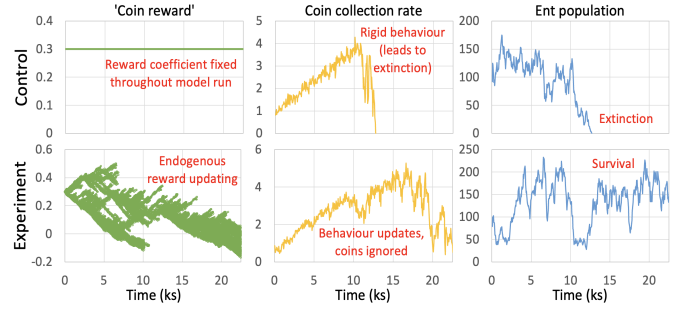 'Coin reward'
Coin collection rate
Ent population
Control
0.4
0.3
0.2
0.1
0
Reward coefficient fixed
throughout model run
5
4
3
2
1
0
Rigid behaviour
(leads to
extinction)
200
150
100
50
0
Extinction
Experiment
0.6
0.4
0.2
0
-0.2
Endogenous
reward updating
0 5 10 15 20
Time (ks)
6
4
2
0
Behaviour updates,
coins ignored
0 5 10 15 20
Time (ks)
250
200
150
100
50
0
Survival
0 5 10 15 20
Time (ks)